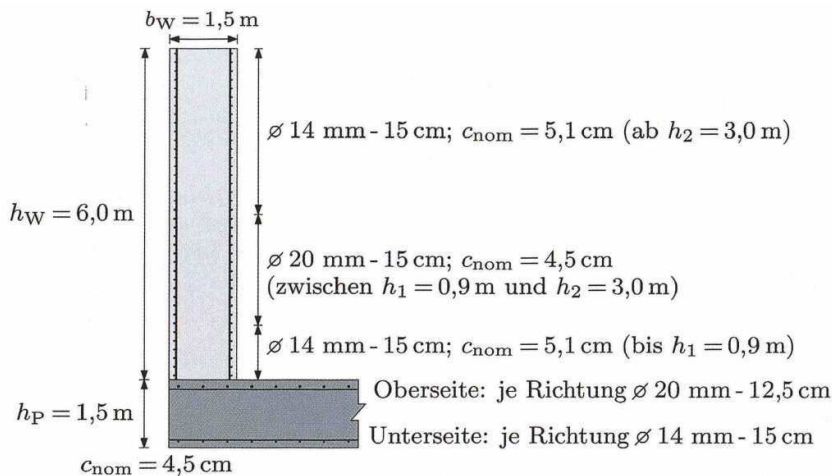 b_W = 1,5 m
⌀ 14 mm - 15 cm; c_nom = 5,1 cm (ab h_2 = 3,0 m)
h_W = 6,0 m
⌀ 20 mm - 15 cm; c_nom = 4,5 cm
(zwischen h_1 = 0,9 m und h_2 = 3,0 m)
⌀ 14 mm - 15 cm; c_nom = 5,1 cm (bis h_1 = 0,9 m)
Oberseite: je Richtung ⌀ 20 mm - 12,5 cm
h_P = 1,5 m
Unterseite: je Richtung ⌀ 14 mm - 15 cm
c_nom = 4,5 cm